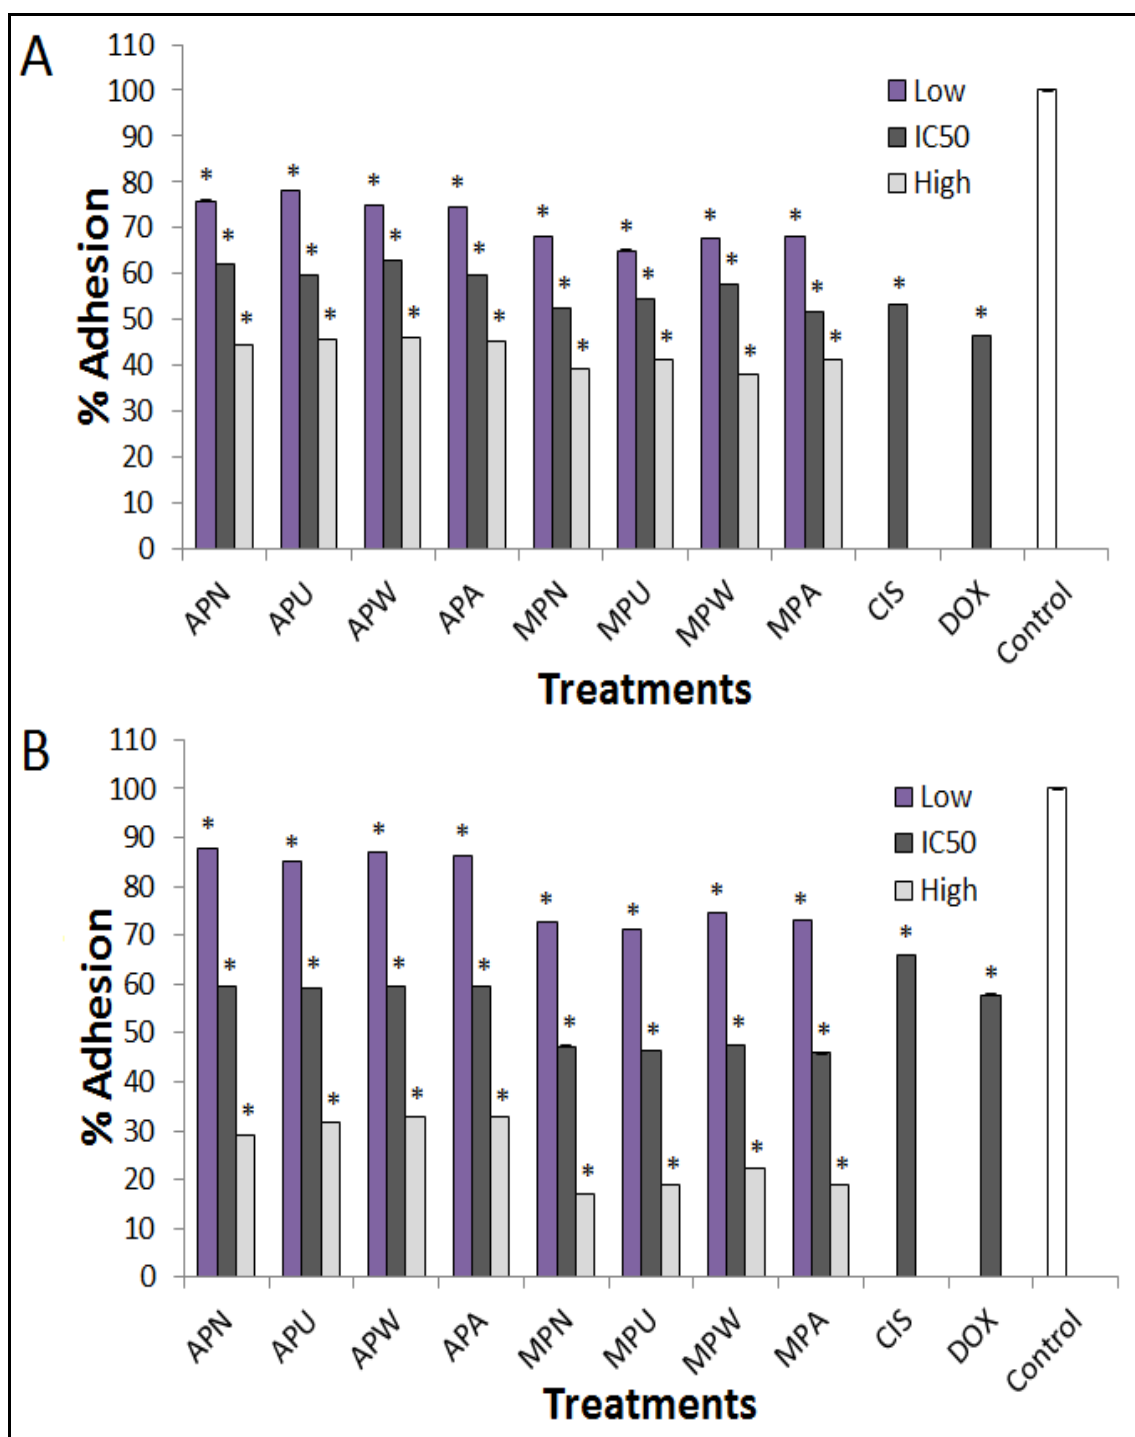 A
110
100
90
80
70
60
50
40
30
20
10
0
% Adhesion
Low
IC50
High
* * * * * * * * * * * * * * * * * * * * * * * * * *
APN APU APW APA MPN MPU MPW MPA CIS DOX Control
Treatments
B
110
100
90
80
70
60
50
40
30
20
10
0
% Adhesion
Low
IC50
High
* * * * * * * * * * * * * * * * * * * * * * * * * *
APN APU APW APA MPN MPU MPW MPA CIS DOX Control
Treatments